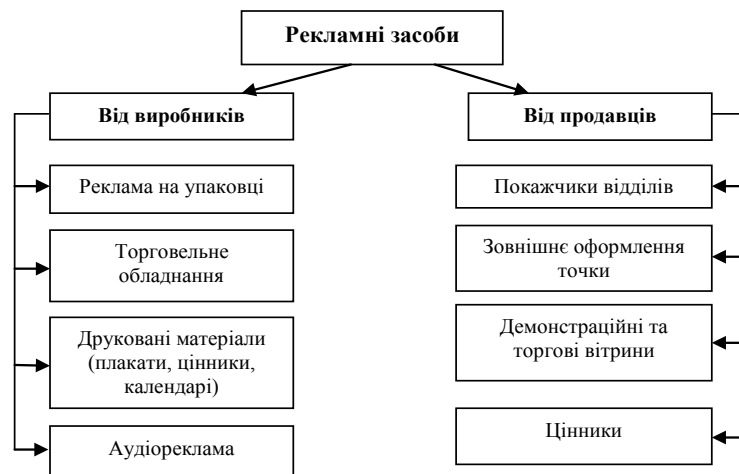 Рекламні засоби
Від виробників
Реклама на упаковці
Торговельне
обладнання
Друковані матеріали
(плакати, цінники,
календарі)
Аудіореклама
Від продавців
Покажчики відділів
Зовнішнє оформлення
точки
Демонстраційні та
торгові вітрини
Цінники